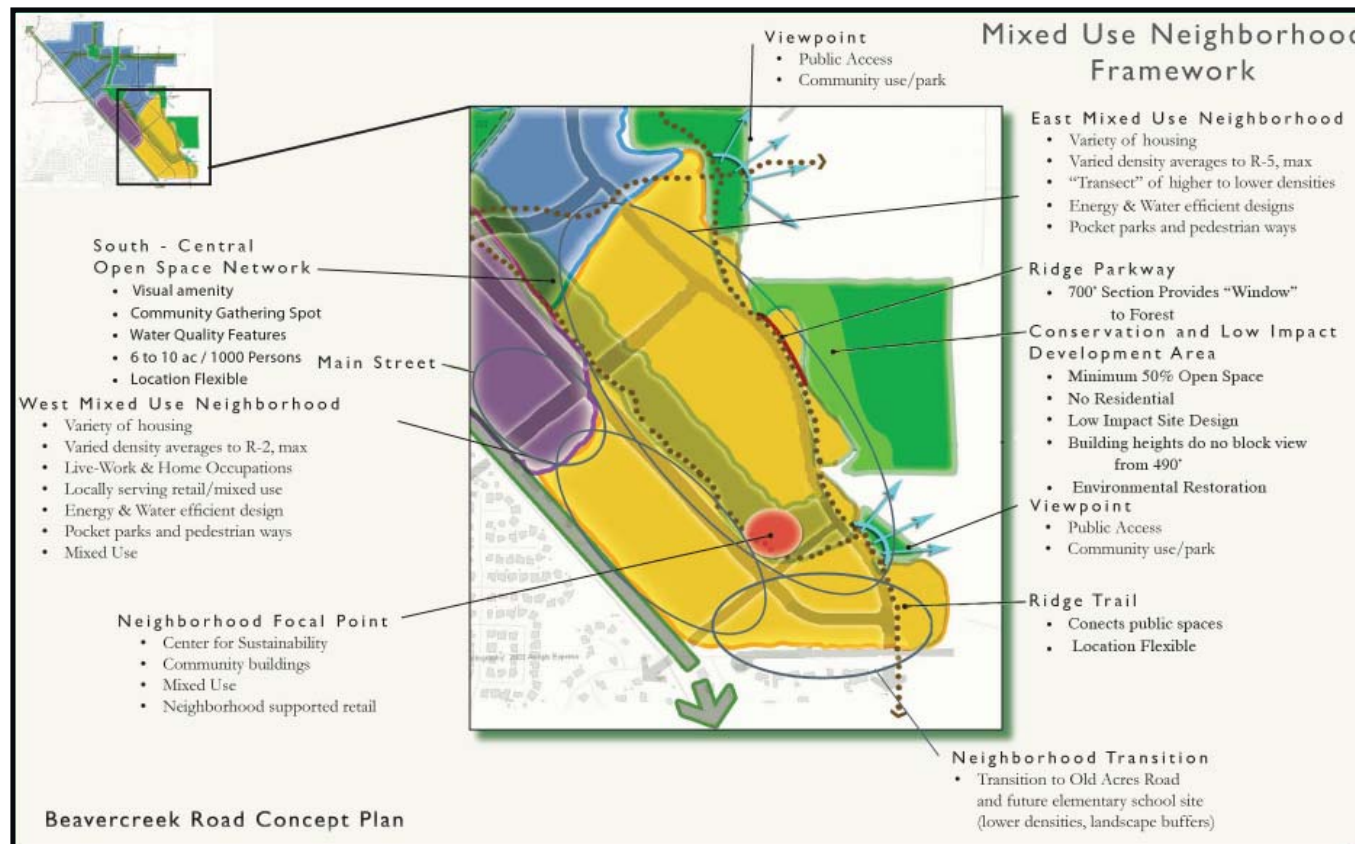 Mixed Use Neighborhood
Framework
Viewpoint
• Public Access
• Community use/park
East Mixed Use Neighborhood
• Variety of housing
• Varied density averages to R-5, max
• “Transect” of higher to lower densities
• Energy & Water efficient designs
• Pocket parks and pedestrian ways
Ridge Parkway
• 700' Section Provides “Window”
to Forest
Conservation and Low Impact
Development Area
• Minimum 50% Open Space
• No Residential
• Low Impact Site Design
• Building heights do no block view
from 490'
• Environmental Restoration
Viewpoint
• Public Access
• Community use/park
Ridge Trail
• Conects public spaces
• Location Flexible
Neighborhood Transition
• Transition to Old Acres Road
and future elementary school site
(lower densities, landscape buffers)
South - Central
Open Space Network
• Visual amenity
• Community Gathering Spot
• Water Quality Features
• 6 to 10 ac / 1000 Persons
• Location Flexible
Main Street
West Mixed Use Neighborhood
• Variety of housing
• Varied density averages to R-2, max
• Live-Work & Home Occupations
• Locally serving retail/mixed use
• Energy & Water efficient design
• Pocket parks and pedestrian ways
• Mixed Use
Neighborhood Focal Point
• Center for Sustainability
• Community buildings
• Mixed Use
• Neighborhood supported retail
Beavercreek Road Concept Plan